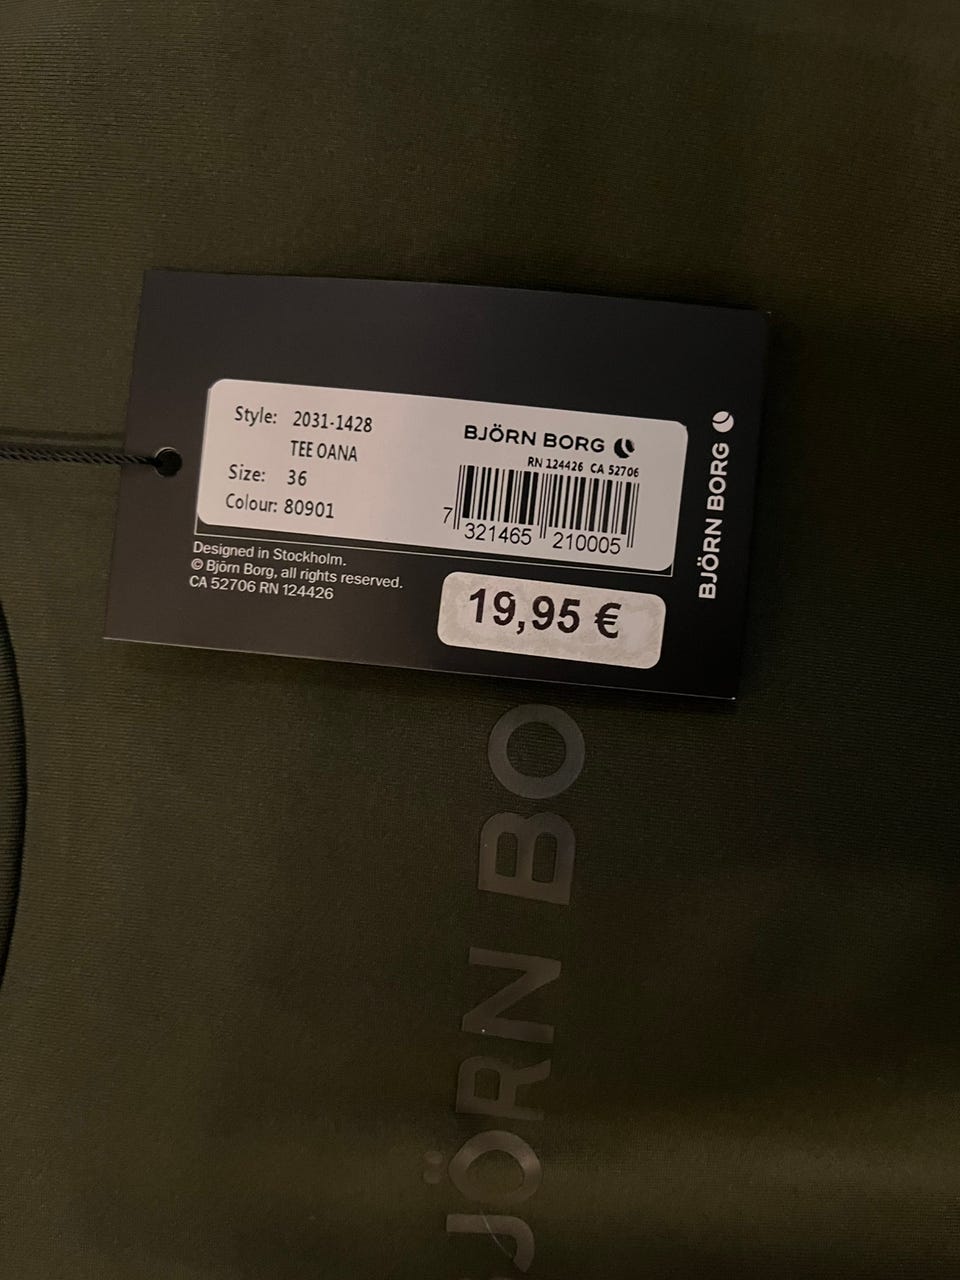 Style: 2031-1428
TEE OANA
Size: 36
Colour: 80901
BJÖRN BORG
RN 124426 CA 52706
7 321465 210005
Designed in Stockholm.
© Björn Borg, all rights reserved.
CA 52706 RN 124426
19,95 €
BJÖRN BORG
JÖRN BO